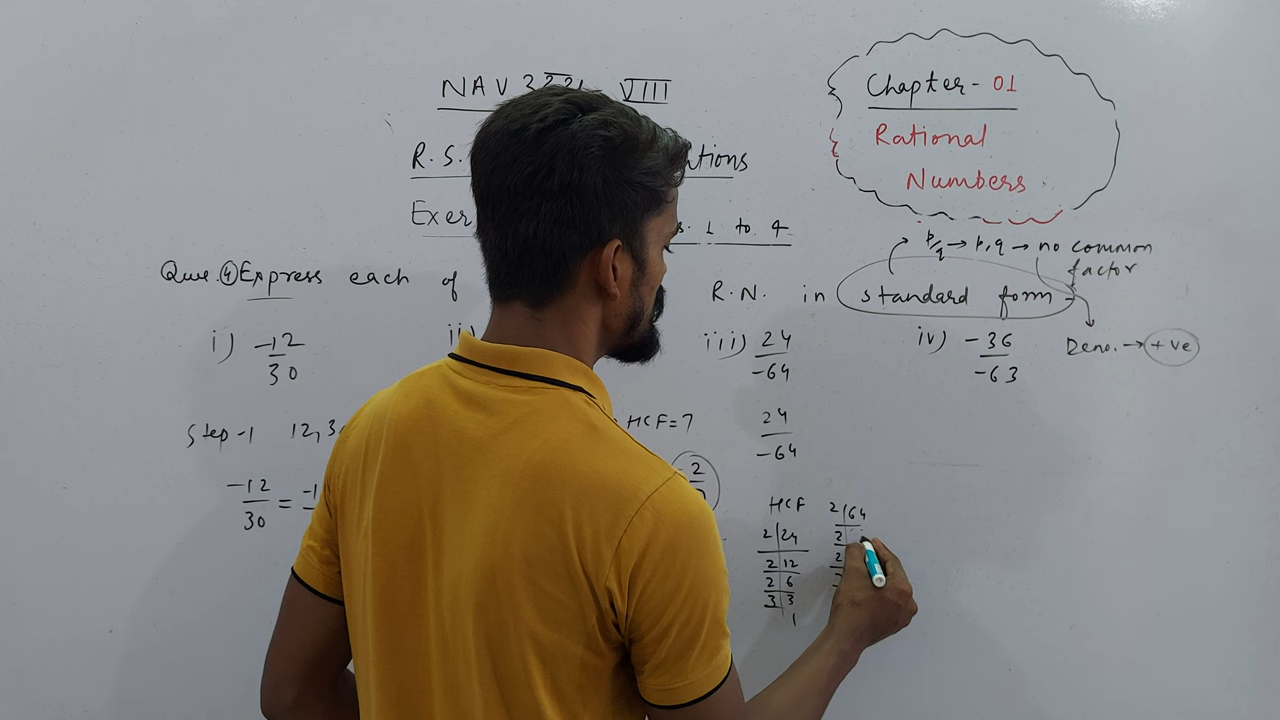 NAV VIII
Chapter - 01
Rational
Numbers
R.S.
Exer 1 to 4
p/q → p, q → no common
factor
Que. ④ Express each of R.N. in standard form
Deno. → +ve
i) -12/30
iii) 24/-64
iv) -36/-63
Step-1 12, HCF=7
24/-64
-12/30 =
HCF
2|24
2|12
2|6
3|3
1
2|64
2
2